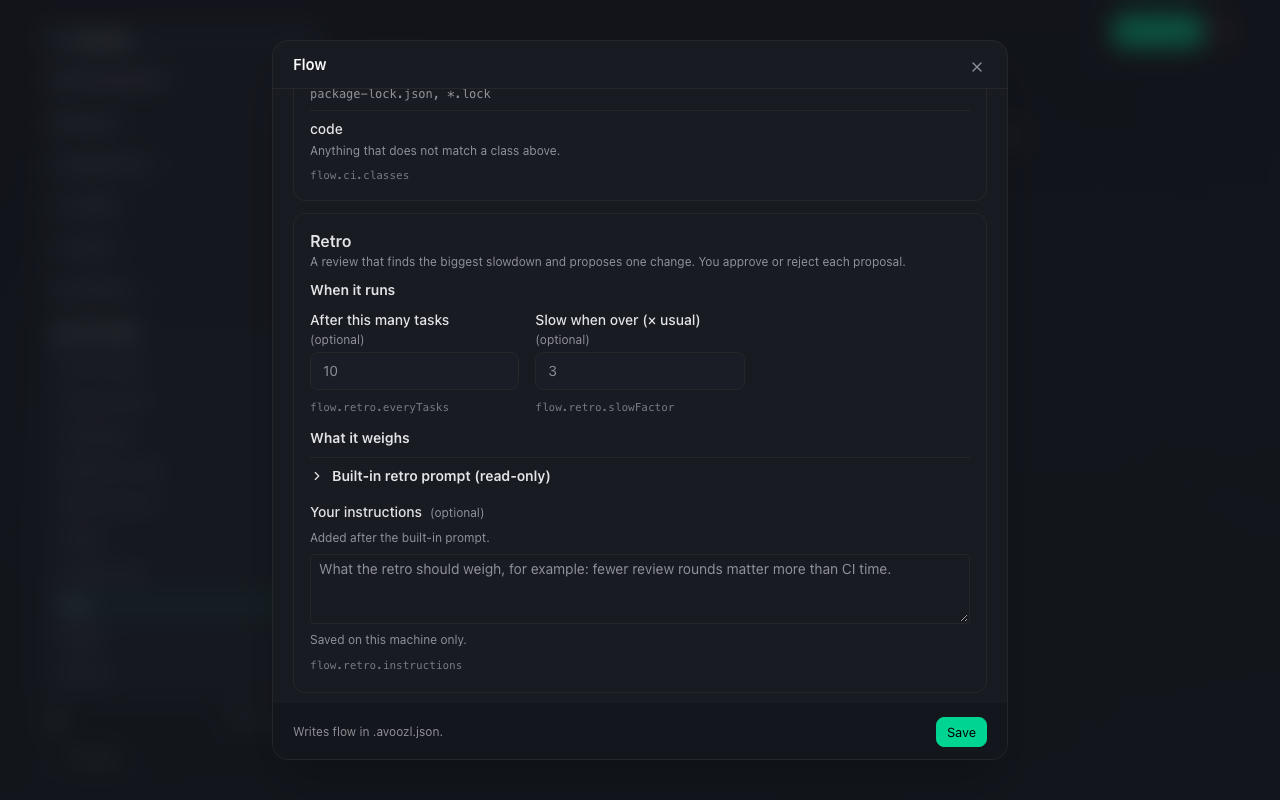 Flow
package-lock.json, *.lock
code
Anything that does not match a class above.
flow.ci.classes
Retro
A review that finds the biggest slowdown and proposes one change. You approve or reject each proposal.
When it runs
After this many tasks
(optional)
10
flow.retro.everyTasks
Slow when over (× usual)
(optional)
3
flow.retro.slowFactor
What it weighs
Built-in retro prompt (read-only)
Your instructions (optional)
Added after the built-in prompt.
What the retro should weigh, for example: fewer review rounds matter more than CI time.
Saved on this machine only.
flow.retro.instructions
Writes flow in .avoozl.json.
Save